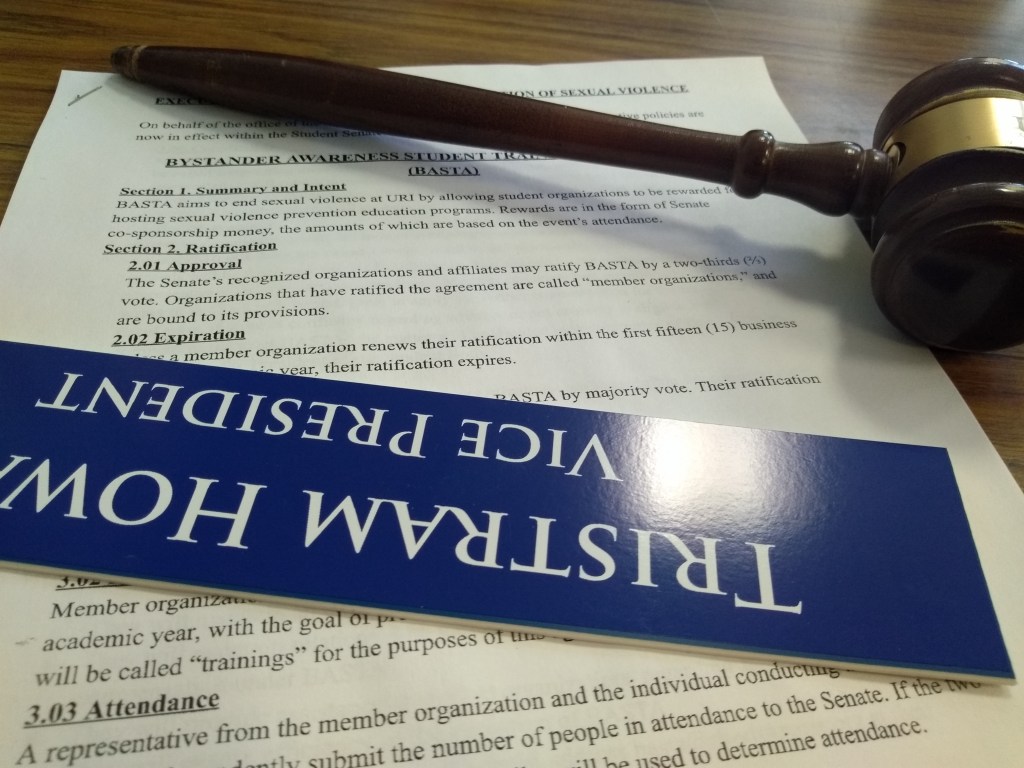 ION OF SEXUAL VIOLENCE
On behalf of the office of
tive policies are
now in effect within the Student
BYSTANDER AWARENESS STUDENT
(BASTA)
Section 1. Summary and Intent
BASTA aims to end sexual violence at URI by allowing student organizations to be rewarded
hosting sexual violence prevention education programs. Rewards are in the form of Senate
co-sponsorship money, the amounts of which are based on the event's attendance.
Section 2. Ratification
2.01 Approval
The Senate's recognized organizations and affiliates may ratify BASTA by a two-thirds (⅔)
vote. Organizations that have ratified the agreement are called "member organizations," and
are bound to its provisions.
2.02 Expiration
a member organization renews their ratification within the first fifteen (15) business
year, their ratification expires.
BASTA by majority vote. Their ratification
TRISTRAM HOWA
VICE PRESIDENT
3.02
Member
academic year, with the goal of
will be called "trainings" for the purposes of
3.03 Attendance
A representative from the member organization and the individual conducting
submit the number of people in attendance to the Senate. If the two
be used to determine attendance.